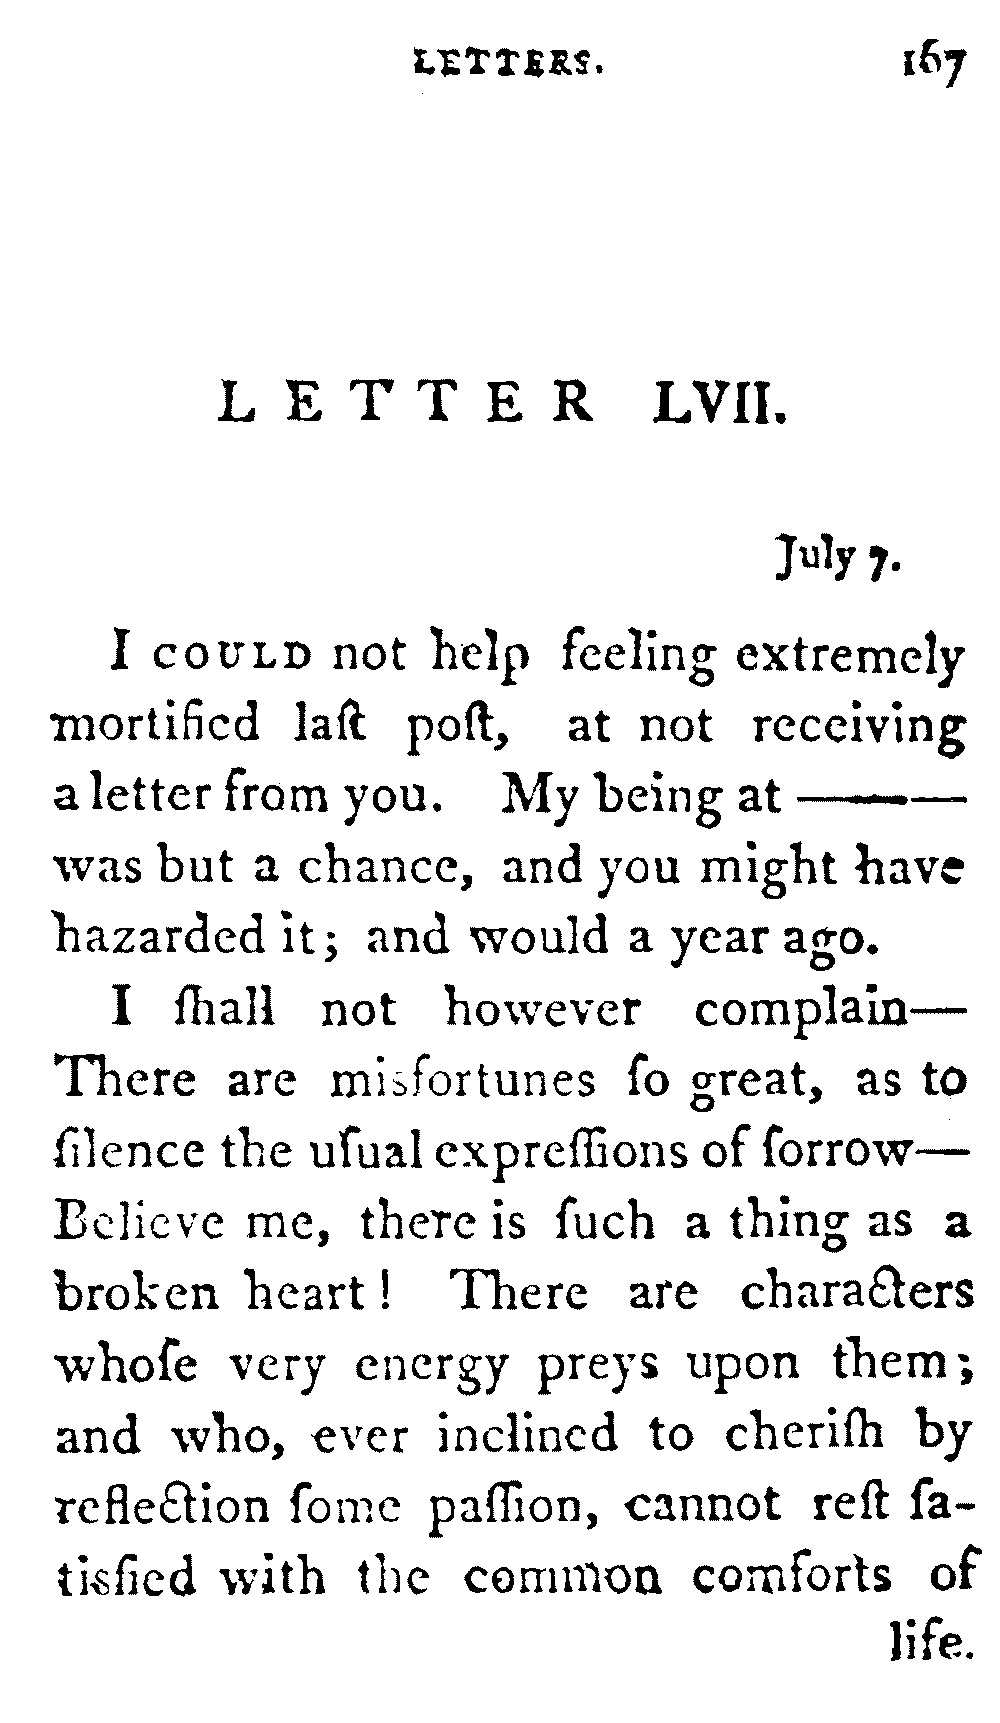 LETTERS. 167
LETTER LVII.
July 7.
I COULD not help feeling extremely
mortified laſt poſt, at not receiving
a letter from you. My being at ———
was but a chance, and you might have
hazarded it; and would a year ago.
I ſhall not however complain—
There are misfortunes ſo great, as to
ſilence the uſual expreſſions of ſorrow—
Believe me, there is ſuch a thing as a
broken heart! There are characters
whoſe very energy preys upon them;
and who, ever inclined to cheriſh by
reflection ſome paſſion, cannot reſt ſa-
tisfied with the common comforts of
life.